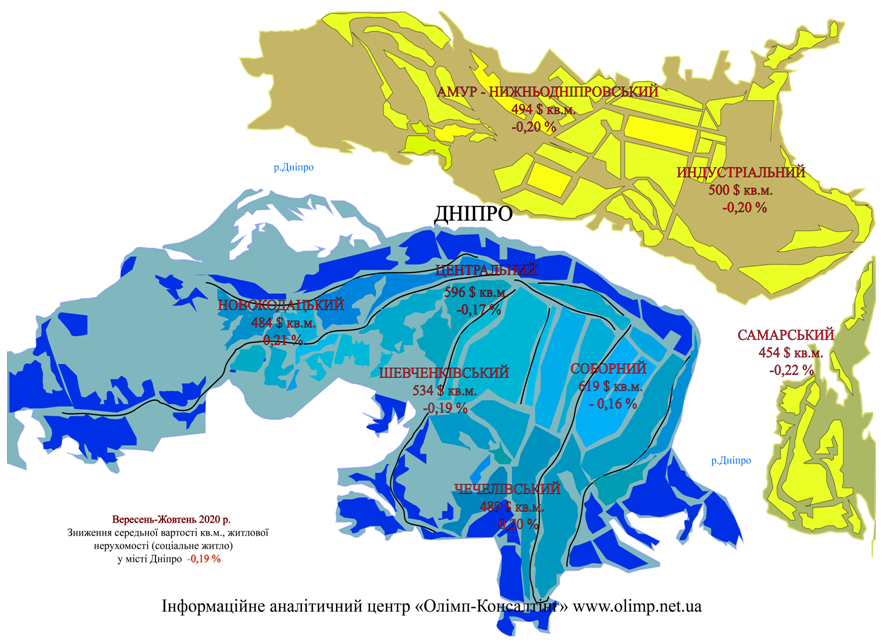 АМУР - НИЖНЬОДНІПРОВСЬКИЙ
494 $ кв.м.
-0,20 %
ИНДУСТРІАЛЬНИЙ
500 $ кв.м.
-0,20 %
р.Дніпро
ДНІПРО
ЦЕНТРАЛЬНИЙ
596 $ кв.м.
-0,17 %
НОВОКОДАЦЬКИЙ
484 $ кв.м.
0,21 %
САМАРСЬКИЙ
454 $ кв.м.
-0,22 %
ШЕВЧЕНКІВСЬКИЙ
534 $ кв.м.
-0,19 %
СОБОРНИЙ
619 $ кв.м.
- 0,16 %
р.Дніпро
ЧЕЧЕЛІВСЬКИЙ
489 $ кв.м.
0,20 %
Вересень-Жовтень 2020 р.
Зниження середньої вартості кв.м., житлової
нерухомості (соціальне житло)
у місті Дніпро -0,19 %
Інформаційне аналітичний центр «Олімп-Консалтінг» www.olimp.net.ua